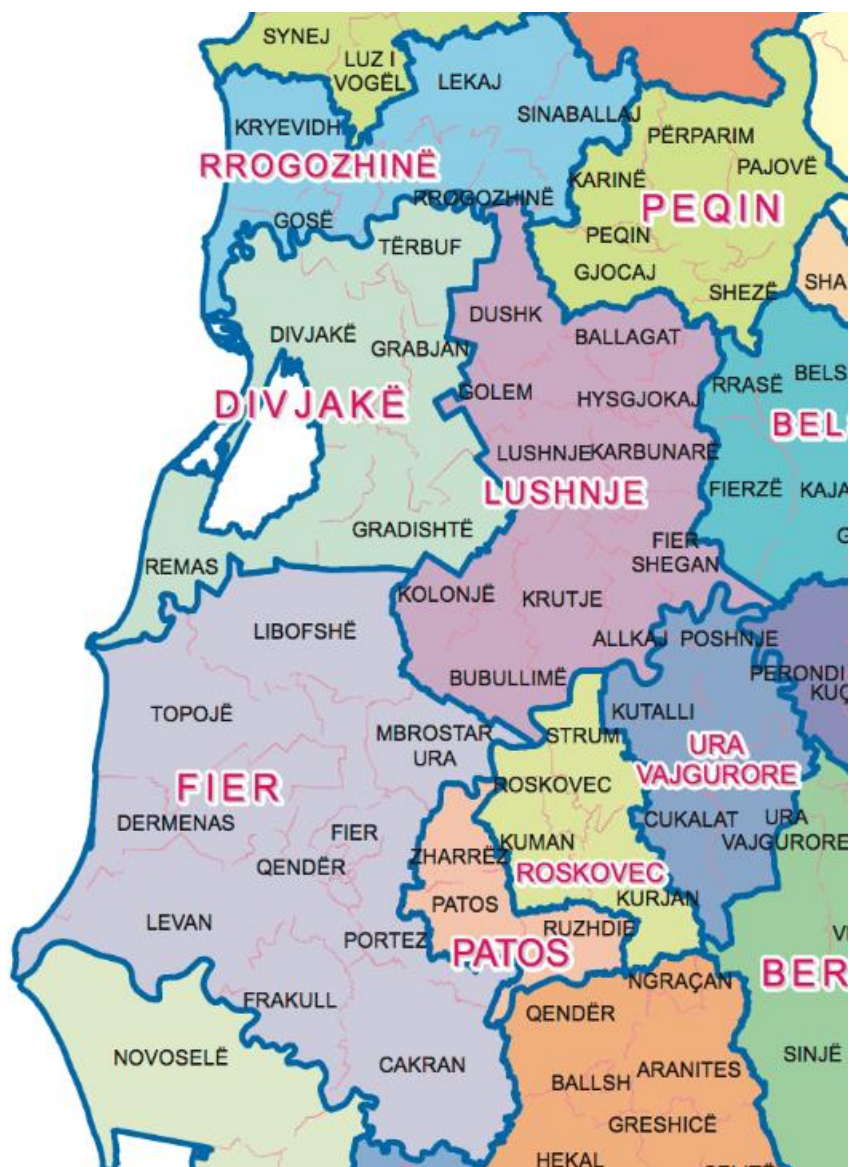 SYNEJ
LUZ I
VOGËL
LEKAJ
SINABALLAJ
KRYEVIDH
PËRPARIM
RROGOZHINË
PAJOVË
KARINË
RROGOZHINË
PEQIN
GOSË
PEQIN
TËRBUF
GJOCAJ
SHEZË
SHA
DUSHK
DIVJAKË
BALLAGAT
GRABJAN
BELS
RRASË
GOLEM
HYSGJOKAJ
DIVJAKË
BEL
LUSHNJE
KARBUNARË
LUSHNJE
FIERZË
KAJA
GRADISHTË
G
FIER
SHEGAN
REMAS
KOLONJË
KRUTJE
LIBOFSHË
ALLKAJ
POSHNJE
BUBULLIMË
PERONDI
KUÇ
TOPOJË
KUTALLI
MBROSTAR
URA
STRUM
URA
VAJGURORE
FIER
ROSKOVEC
DERMENAS
FIER
CUKALAT
URA
VAJGURORE
KUMAN
ZHARRËZ
QENDËR
ROSKOVEC
KURJAN
PATOS
LEVAN
RUZHDIE
PORTEZ
PATOS
BER
NGRAÇAN
FRAKULL
QENDËR
NOVOSELË
SINJË
CAKRAN
ARANITES
BALLSH
GRESHICË
HEKAL